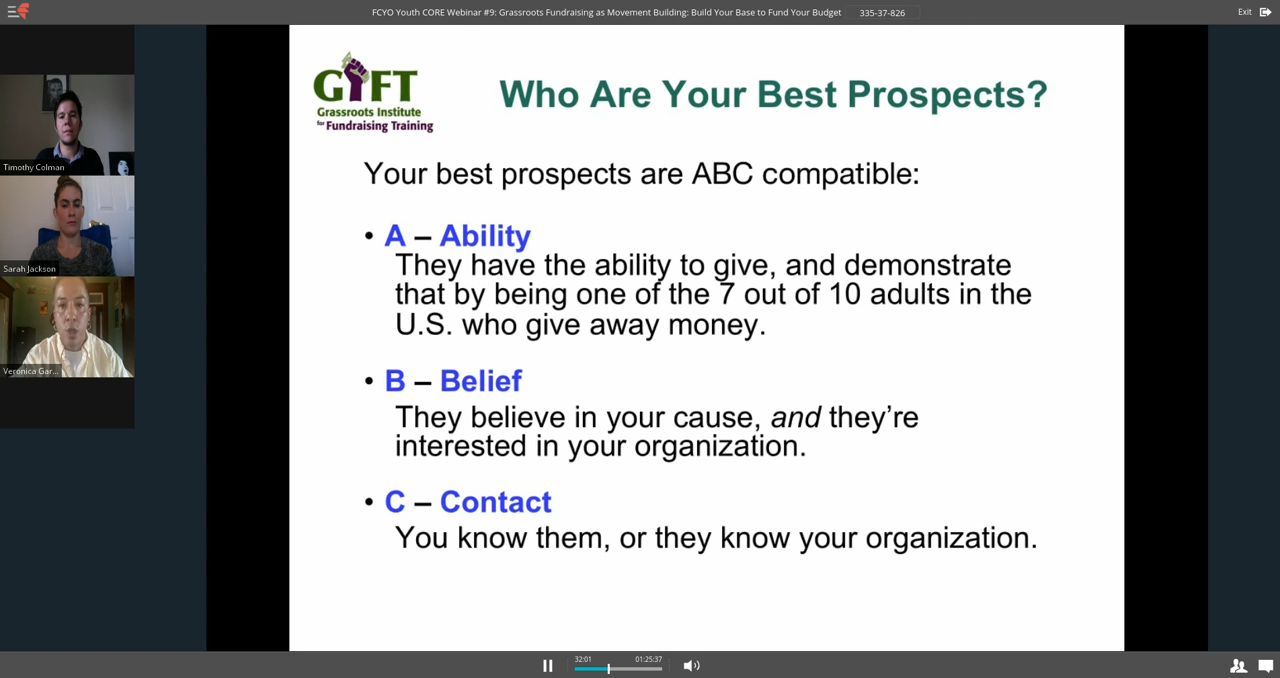 FCYO Youth CORE Webinar #9: Grassroots Fundraising as Movement Building: Build Your Base to Fund Your Budget
335-37-826
Exit
GIFT
Grassroots Institute
for Fundraising Training
Who Are Your Best Prospects?
Your best prospects are ABC compatible:
• A – Ability
They have the ability to give, and demonstrate
that by being one of the 7 out of 10 adults in the
U.S. who give away money.
• B – Belief
They believe in your cause, and they’re
interested in your organization.
• C – Contact
You know them, or they know your organization.
Timothy Colman
Sarah Jackson
Veronica Gar...
32:01
01:25:37